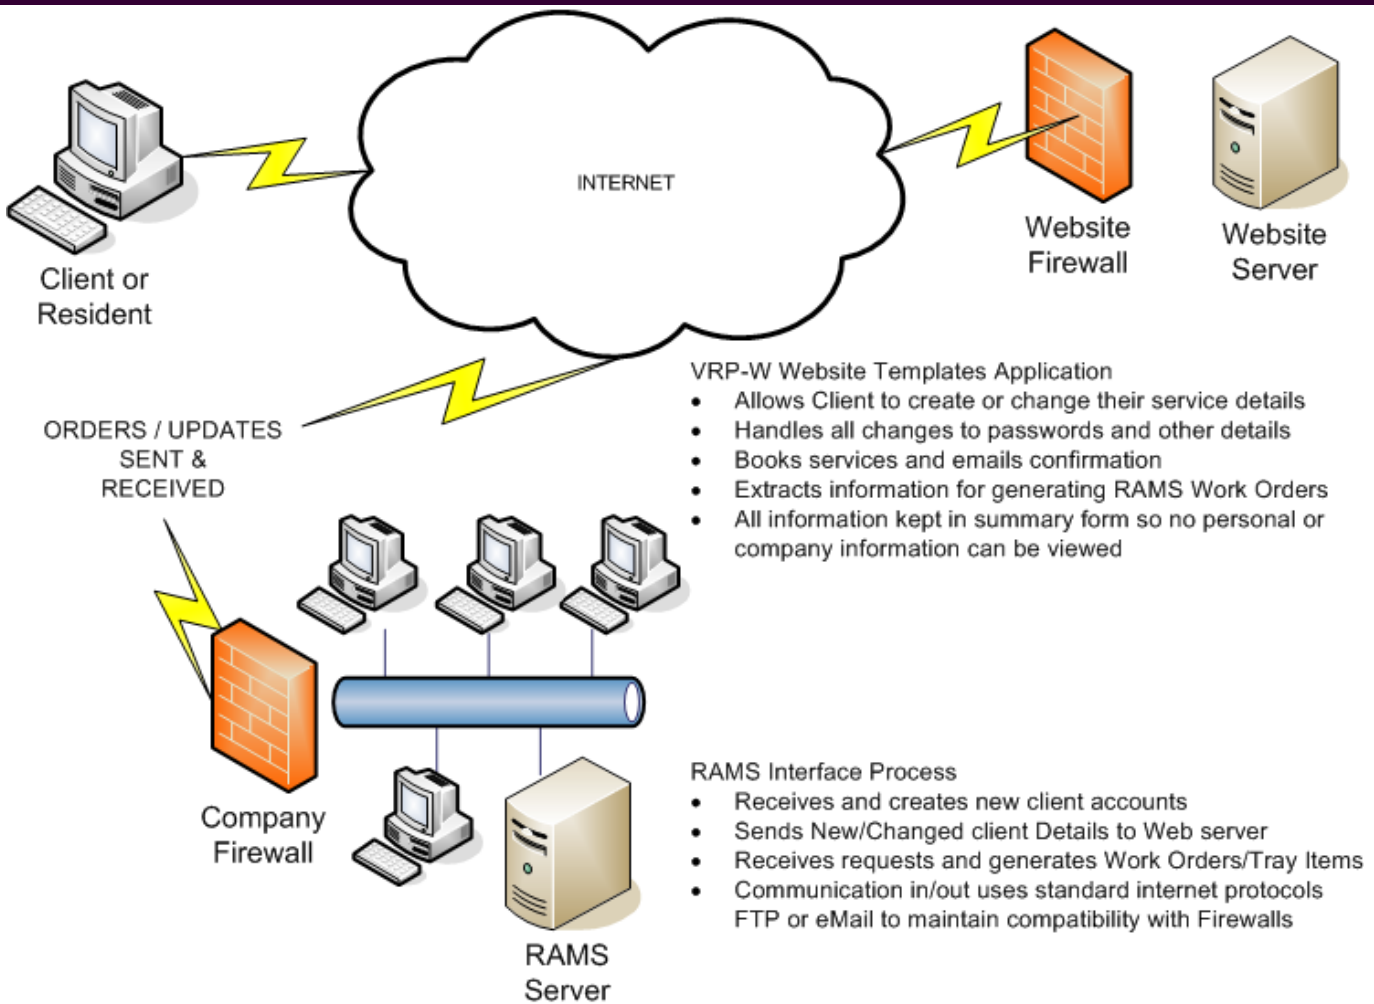 INTERNET
Client or
Resident
Website
Firewall
Website
Server
ORDERS / UPDATES
SENT &
RECEIVED
VRP-W Website Templates Application
• Allows Client to create or change their service details
• Handles all changes to passwords and other details
• Books services and emails confirmation
• Extracts information for generating RAMS Work Orders
• All information kept in summary form so no personal or
company information can be viewed
Company
Firewall
RAMS
Server
RAMS Interface Process
• Receives and creates new client accounts
• Sends New/Changed client Details to Web server
• Receives requests and generates Work Orders/Tray Items
• Communication in/out uses standard internet protocols
FTP or eMail to maintain compatibility with Firewalls